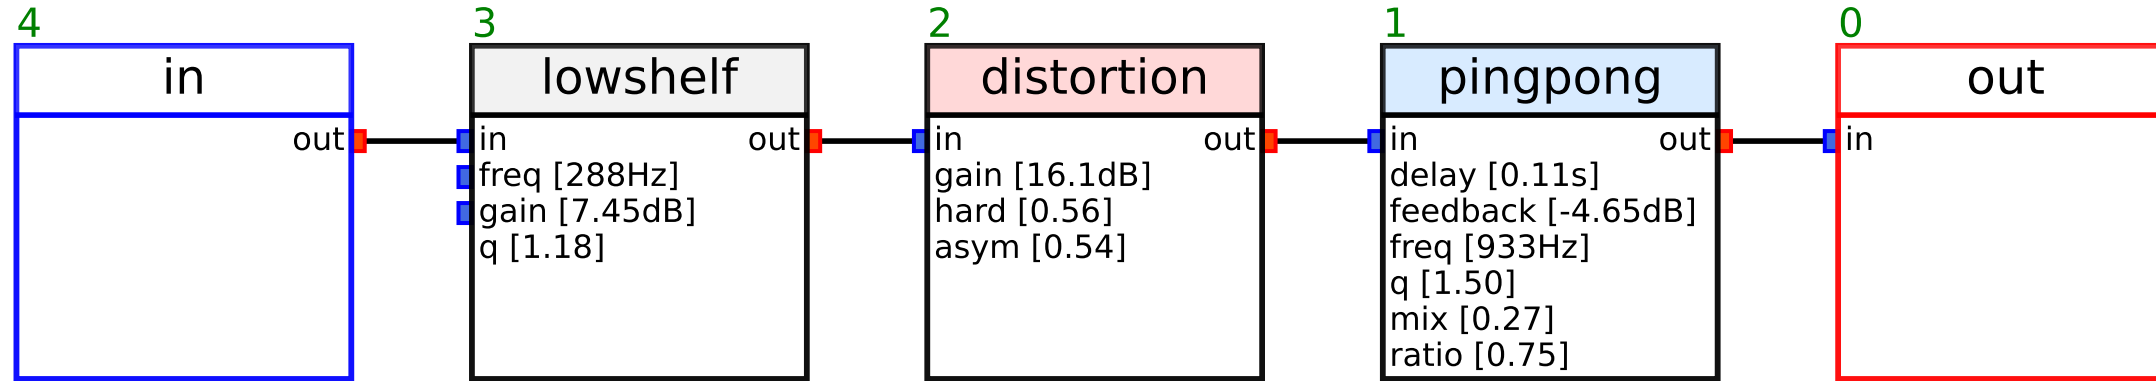 4
in
out
3
lowshelf
in out
freq [288Hz]
gain [7.45dB]
q [1.18]
2
distortion
in out
gain [16.1dB]
hard [0.56]
asym [0.54]
1
pingpong
in out
delay [0.11s]
feedback [-4.65dB]
freq [933Hz]
q [1.50]
mix [0.27]
ratio [0.75]
0
out
in